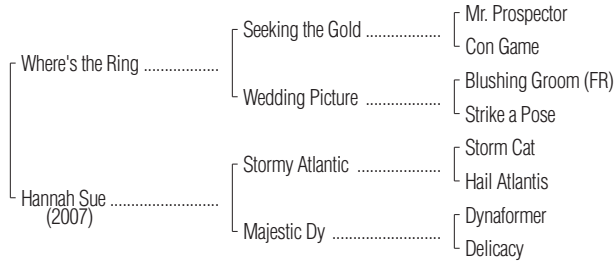 Mr. Prospector
Seeking the Gold ..................
Con Game
Where's the Ring ..................
Blushing Groom (FR)
Wedding Picture ..................
Strike a Pose
Storm Cat
Stormy Atlantic ....................
Hail Atlantis
Hannah Sue ..........................
(2007)
Dynaformer
Majestic Dy ..........................
Delicacy